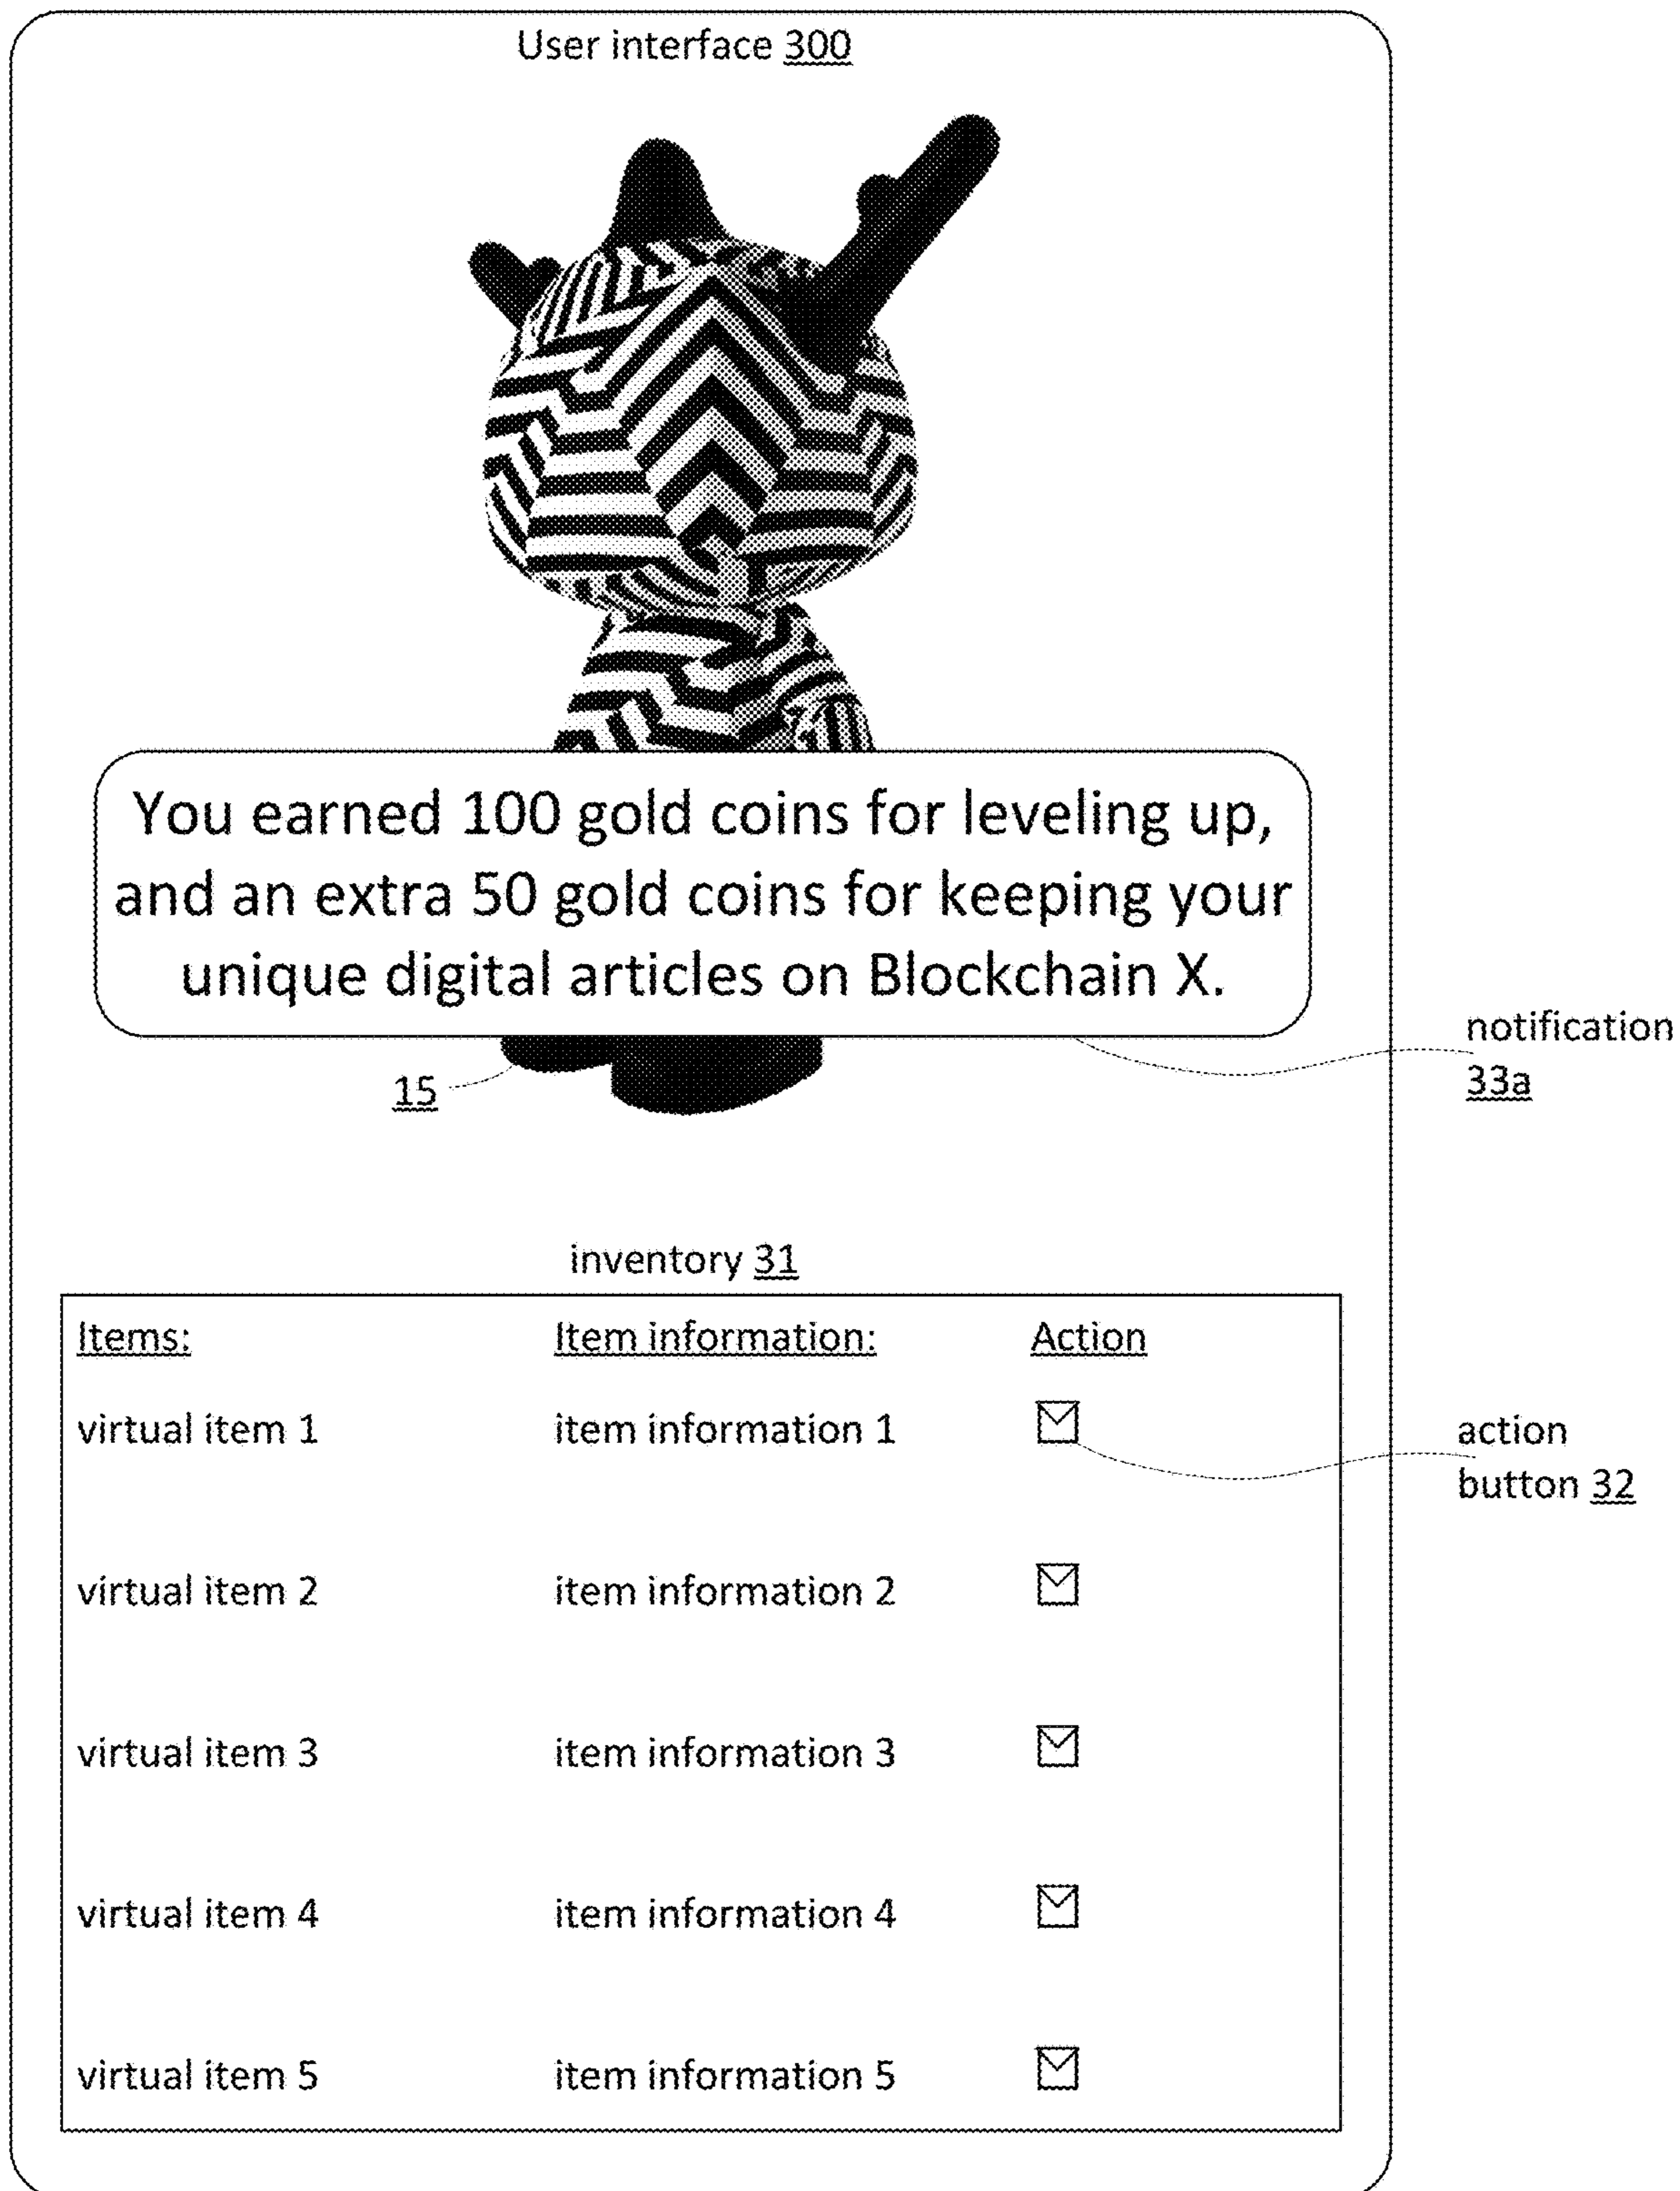 User interface 300
You earned 100 gold coins for leveling up,
and an extra 50 gold coins for keeping your
unique digital articles on Blockchain X.
notification
33a
15
inventory 31
Items: Item information: Action
virtual item 1 item information 1
action
button 32
virtual item 2 item information 2
virtual item 3 item information 3
virtual item 4 item information 4
virtual item 5 item information 5